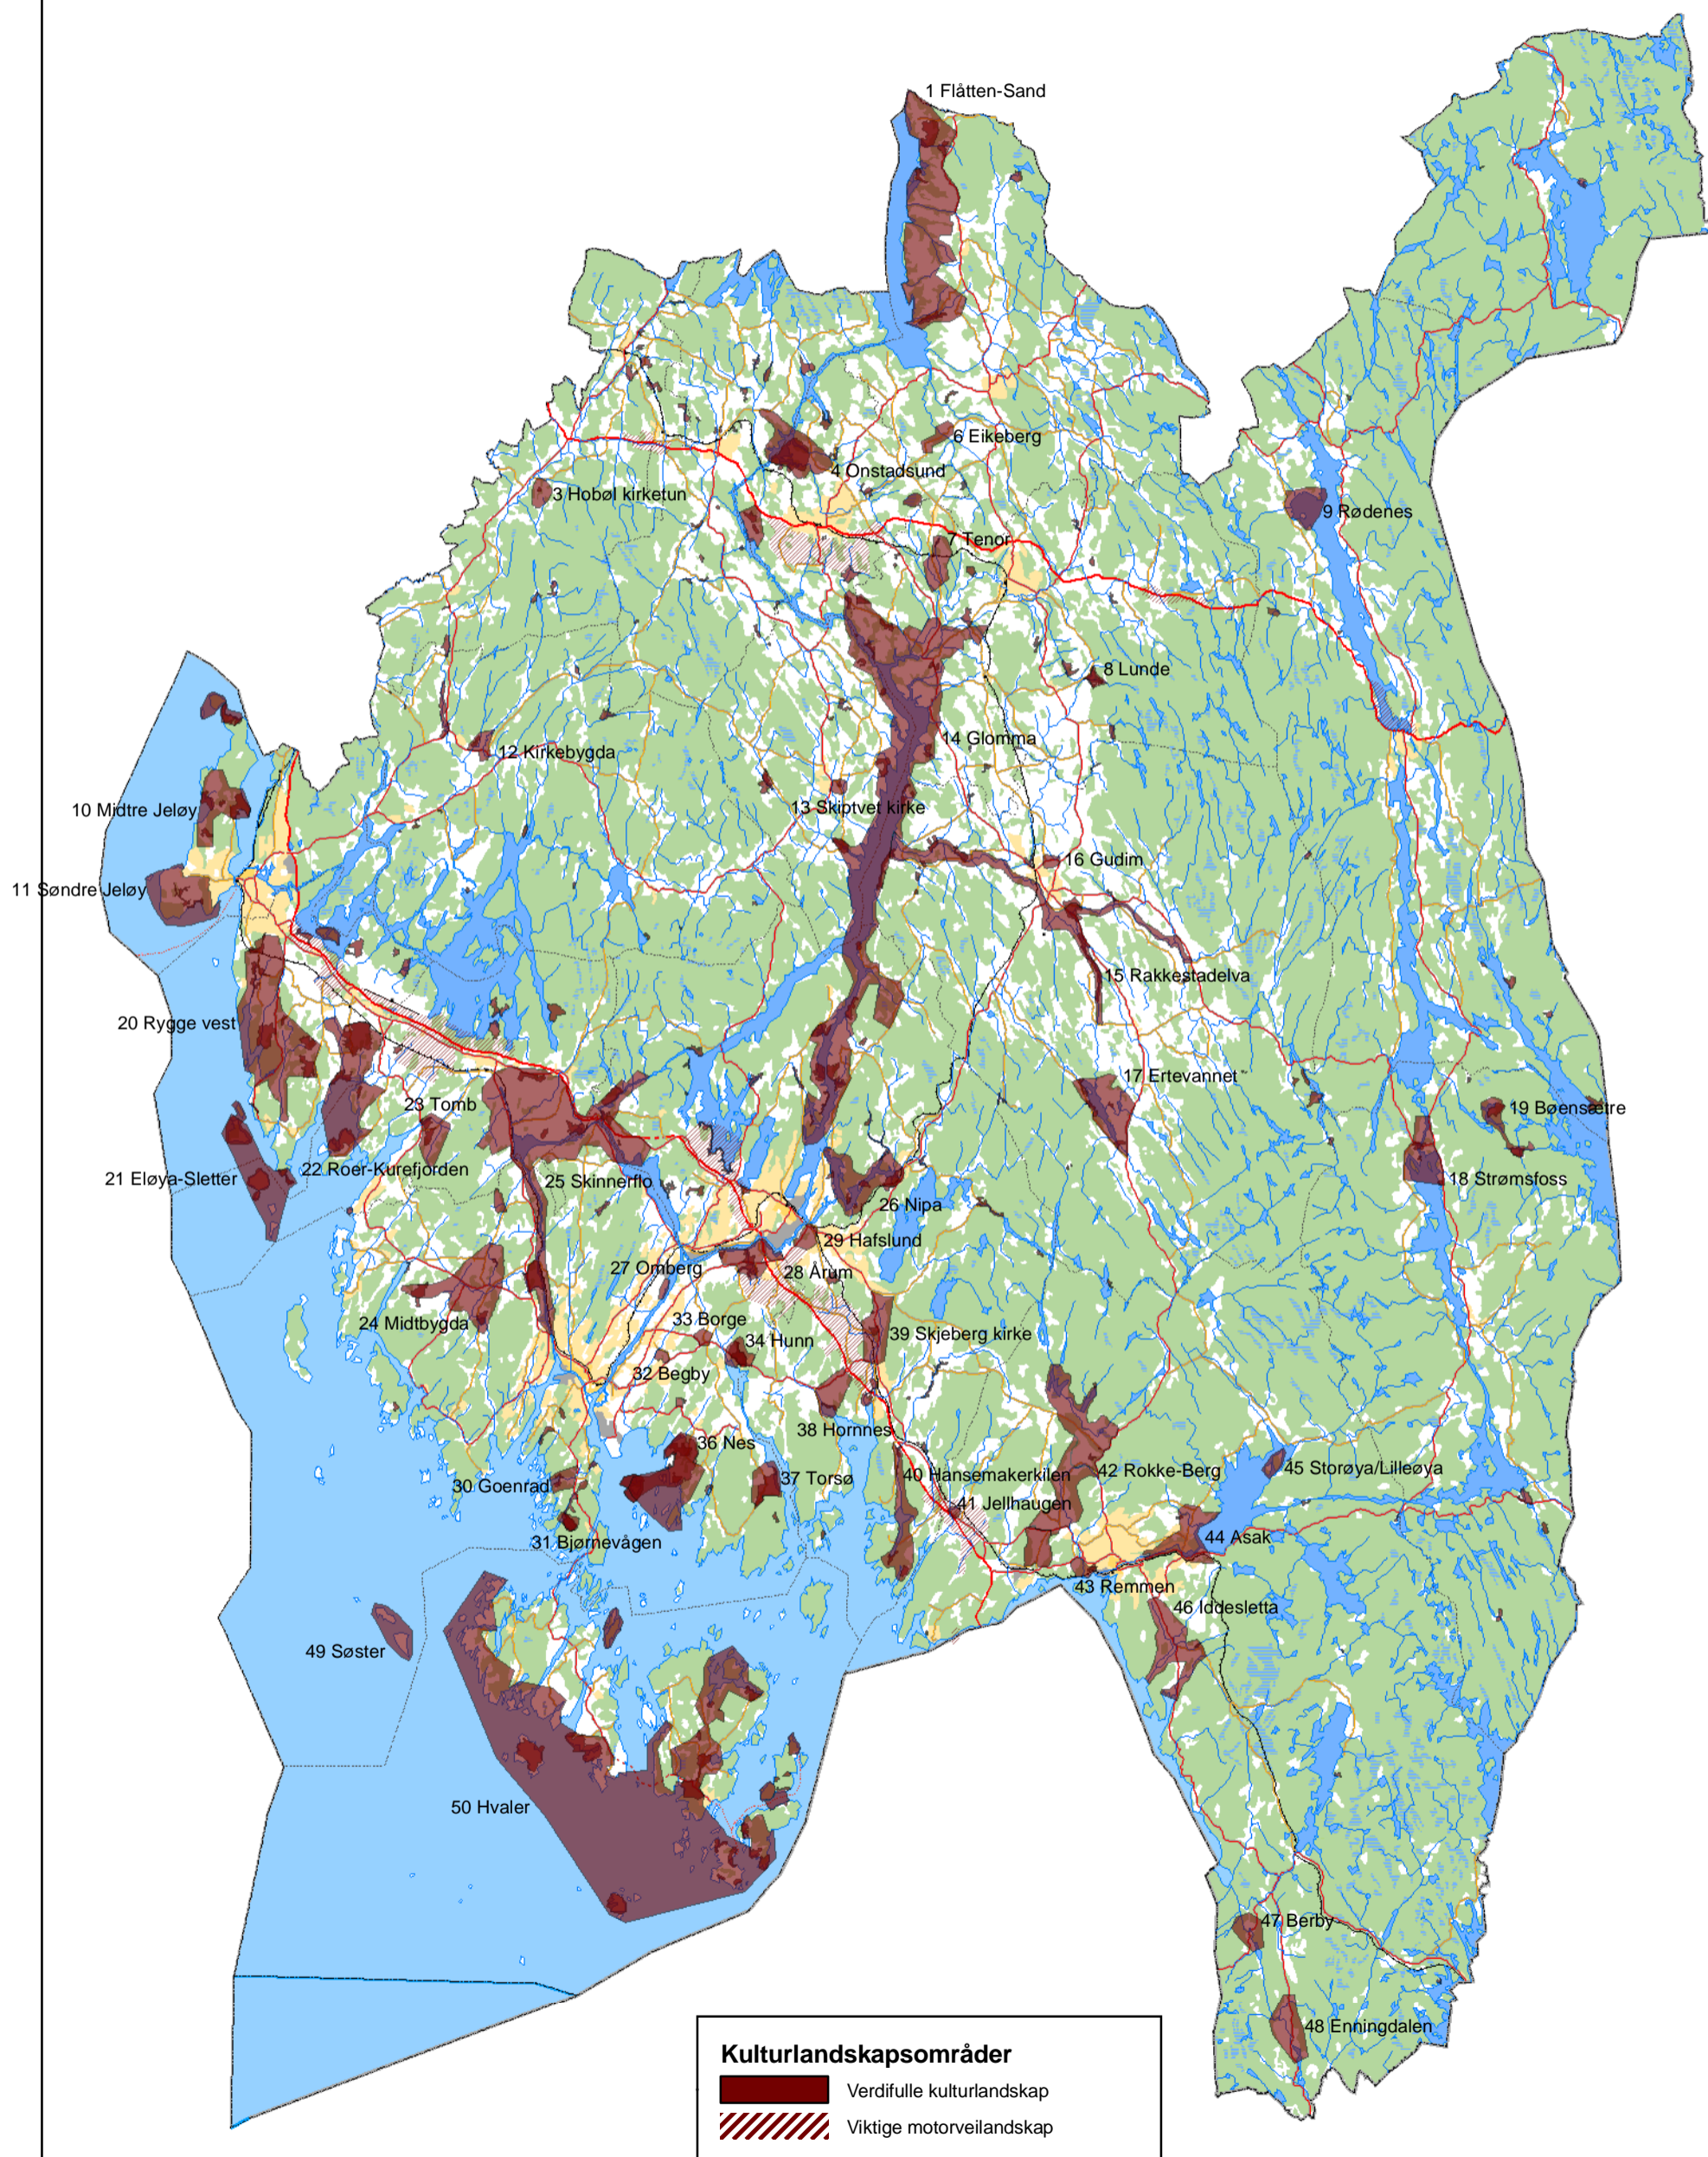 1 Flåtten-Sand
6 Eikeberg
4 Onstadsund
3 Hobøl kirketun
9 Rødenes
7 Tenor
8 Lunde
14 Glomma
12 Kirkebygda
13 Skiptvet kirke
10 Midtre Jeløy
16 Gudim
11 Søndre Jeløy
15 Rakkestadelva
20 Rygge vest
17 Ertevannet
23 Tomb
19 Bøensætre
22 Roer-Kurefjorden
21 Eløya-Sletter
25 Skinnerflo
18 Strømsfoss
26 Nipa
29 Hafslund
27 Omberg
28 Årum
24 Midtbygda
33 Borge
34 Hunn
39 Skjeberg kirke
32 Begby
38 Hornnes
36 Nes
30 Goenrad
37 Torsø
40 Hansemakerkilen
42 Rokke-Berg
45 Storøya/Lilleøya
41 Jellhaugen
31 Bjørnevågen
44 Asak
43 Remmen
46 Iddesletta
49 Søster
50 Hvaler
47 Berby
48 Enningdalen
Kulturlandskapsområder
Verdifulle kulturlandskap
Viktige motorveilandskap